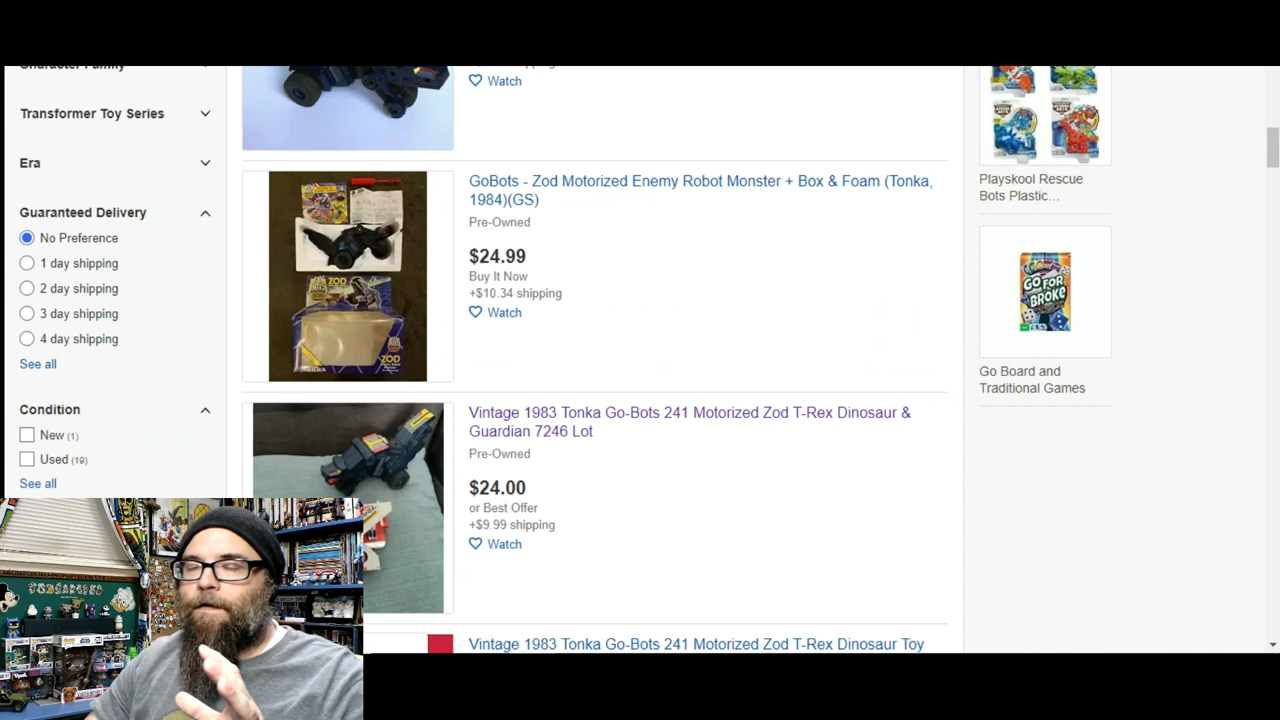 Character Family
Watch
Transformer Toy Series
Era
Guaranteed Delivery
No Preference
1 day shipping
2 day shipping
3 day shipping
4 day shipping
See all
Condition
New (1)
Used (19)
See all
GoBots - Zod Motorized Enemy Robot Monster + Box & Foam (Tonka,
1984)(GS)
Pre-Owned
$24.99
Buy It Now
+$10.34 shipping
Watch
ZOD
ZOD
Vintage 1983 Tonka Go-Bots 241 Motorized Zod T-Rex Dinosaur &
Guardian 7246 Lot
Pre-Owned
$24.00
or Best Offer
+$9.99 shipping
Watch
Vintage 1983 Tonka Go-Bots 241 Motorized Zod T-Rex Dinosaur Toy
Playskool Rescue
Bots Plastic...
GO FOR
BROKE
Go Board and
Traditional Games